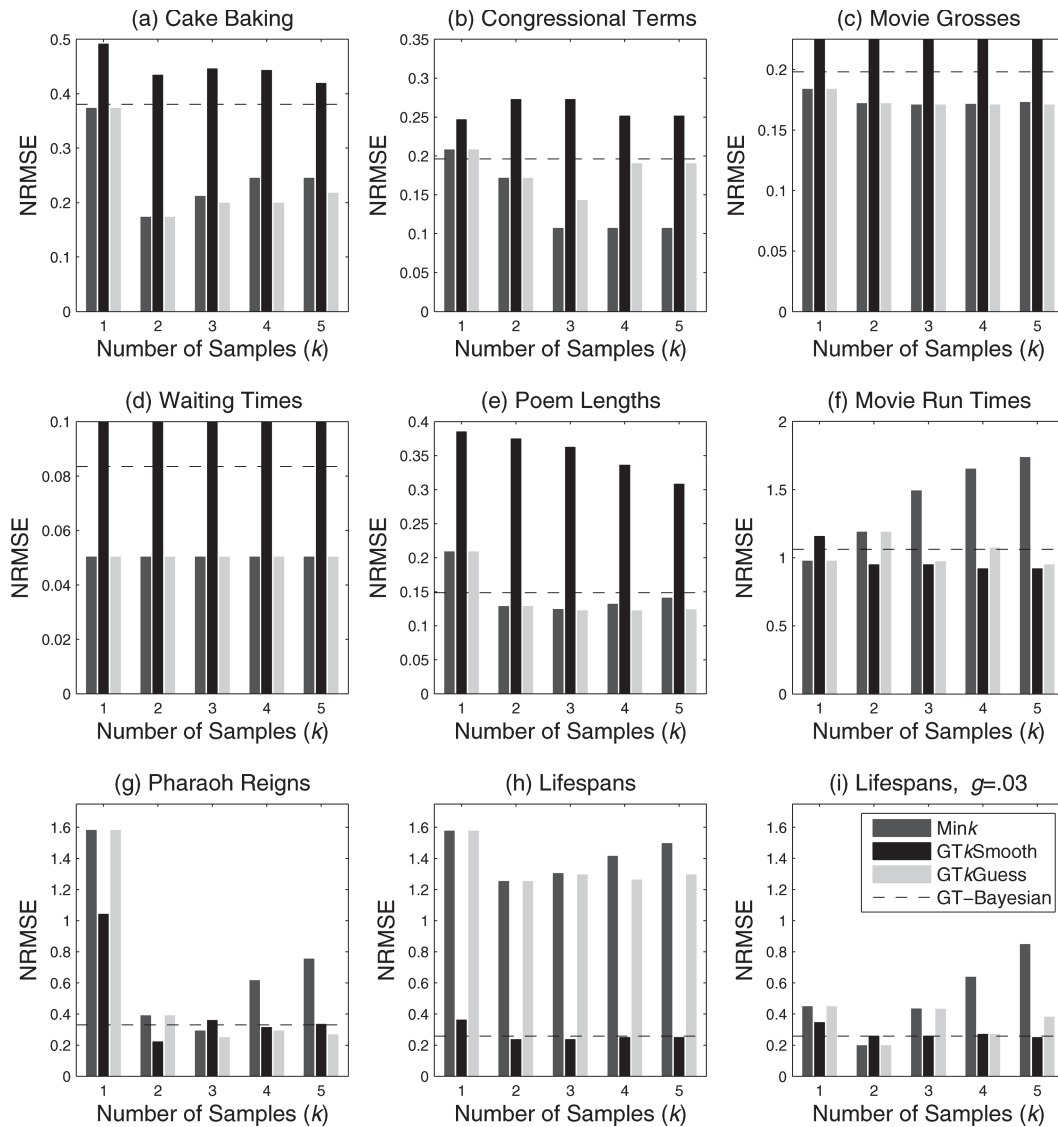 (a) Cake Baking
NRMSE
0.5
0.4
0.3
0.2
0.1
0
1 2 3 4 5
Number of Samples (k)
(b) Congressional Terms
NRMSE
0.35
0.3
0.25
0.2
0.15
0.1
0.05
0
1 2 3 4 5
Number of Samples (k)
(c) Movie Grosses
NRMSE
0.2
0.15
0.1
0.05
0
1 2 3 4 5
Number of Samples (k)
(d) Waiting Times
NRMSE
0.1
0.08
0.06
0.04
0.02
0
1 2 3 4 5
Number of Samples (k)
(e) Poem Lengths
NRMSE
0.4
0.35
0.3
0.25
0.2
0.15
0.1
0.05
0
1 2 3 4 5
Number of Samples (k)
(f) Movie Run Times
NRMSE
2
1.5
1
0.5
0
1 2 3 4 5
Number of Samples (k)
(g) Pharaoh Reigns
NRMSE
1.6
1.4
1.2
1
0.8
0.6
0.4
0.2
0
1 2 3 4 5
Number of Samples (k)
(h) Lifespans
NRMSE
1.6
1.4
1.2
1
0.8
0.6
0.4
0.2
0
1 2 3 4 5
Number of Samples (k)
(i) Lifespans, g=.03
NRMSE
1.6
1.4
1.2
1
0.8
0.6
0.4
0.2
0
Mink
GTkSmooth
GTkGuess
GT-Bayesian
1 2 3 4 5
Number of Samples (k)